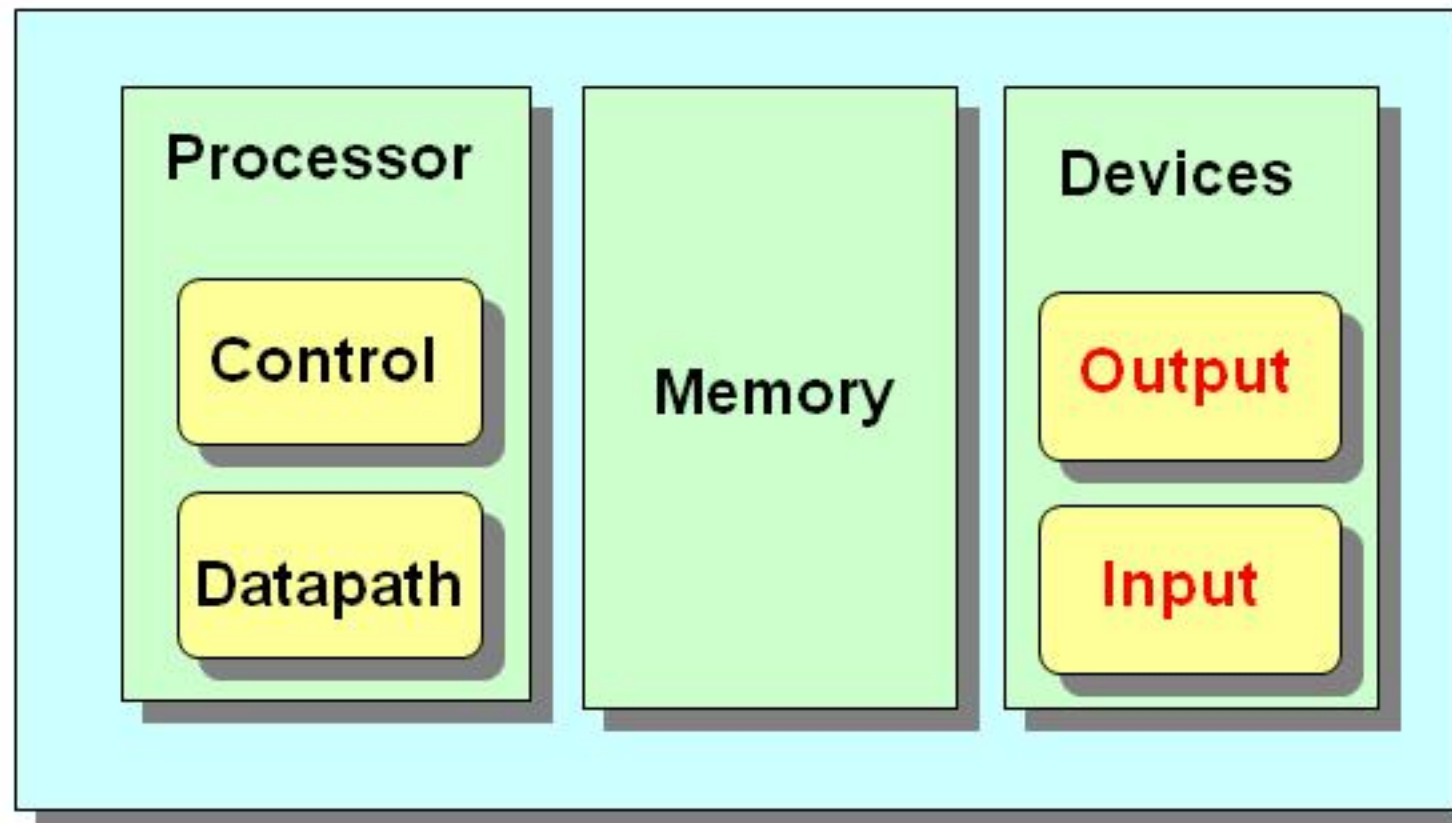 Processor
Control
Datapath
Memory
Devices
Output
Input